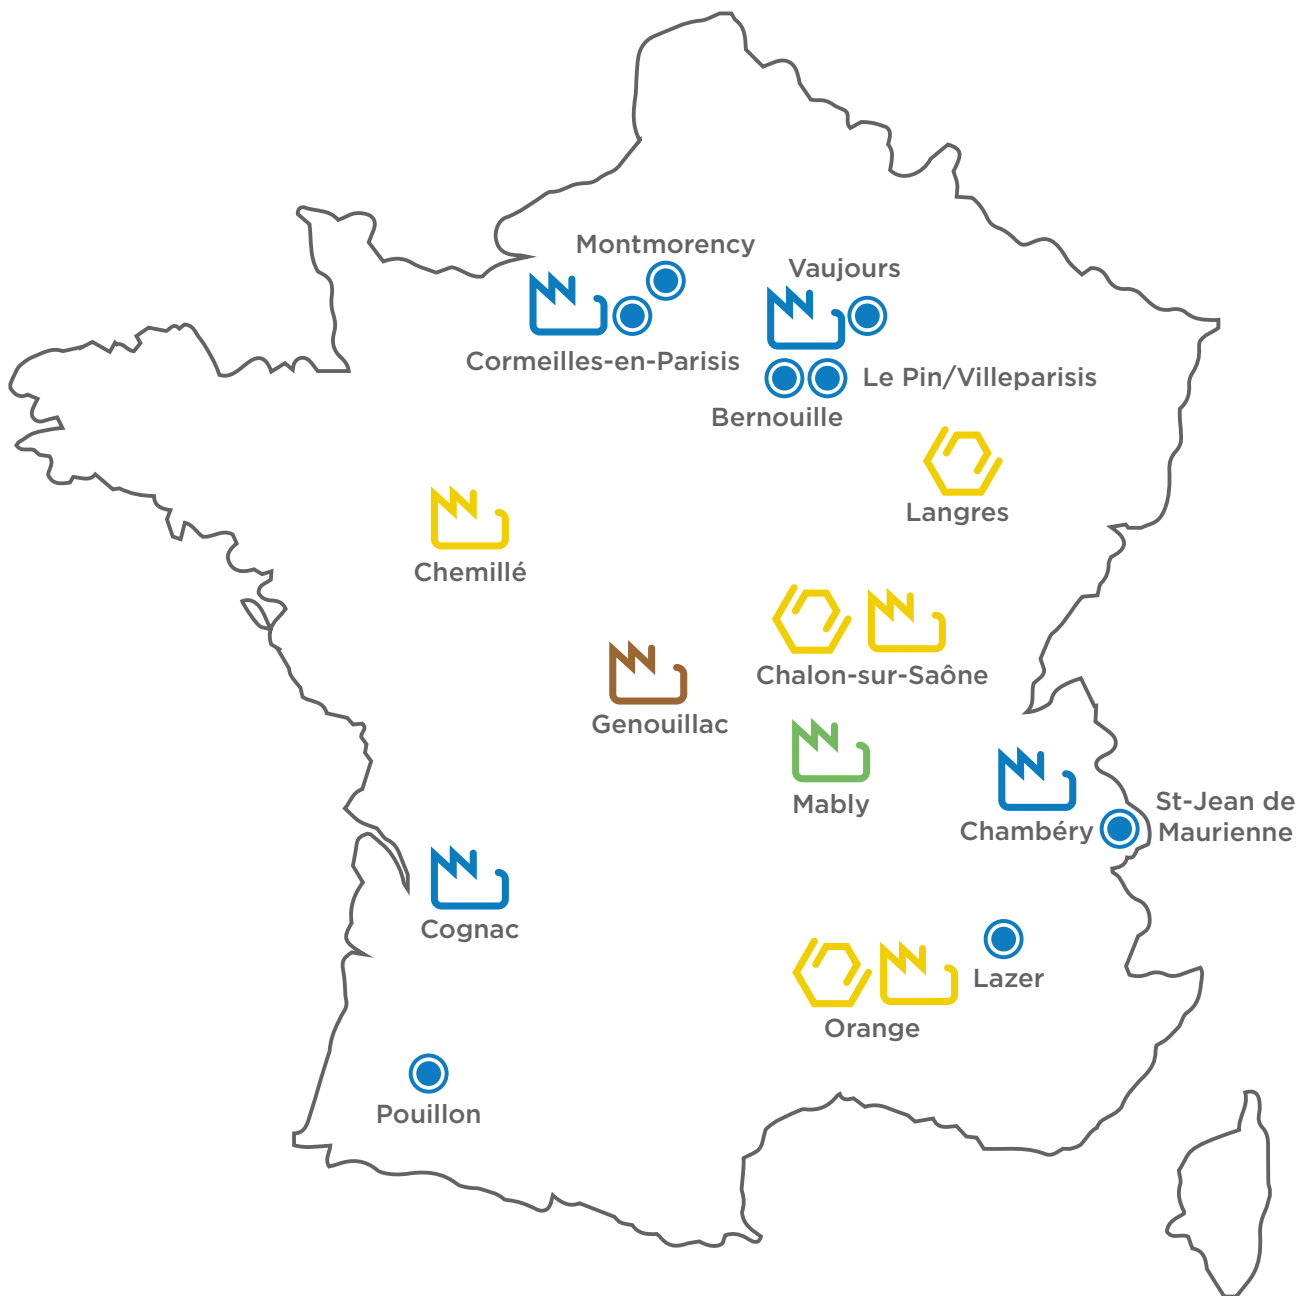 Montmorency
Vaujours
Cormeilles-en-Parisis
Le Pin/Villeparisis
Bernouille
Langres
Chemillé
Chalon-sur-Saône
Genouillac
Mably
St-Jean de
Maurienne
Chambéry
Cognac
Lazer
Orange
Pouillon